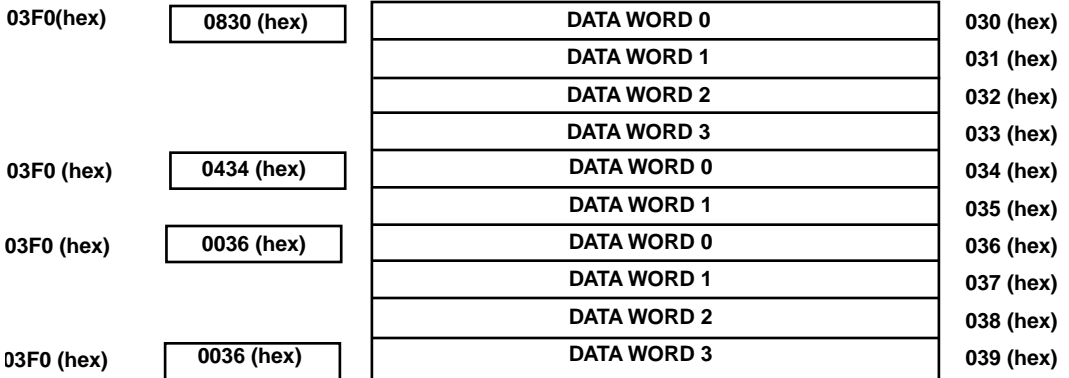 03F0(hex) 0830 (hex) DATA WORD 0 030 (hex)
DATA WORD 1 031 (hex)
DATA WORD 2 032 (hex)
DATA WORD 3 033 (hex)
03F0 (hex) 0434 (hex) DATA WORD 0 034 (hex)
DATA WORD 1 035 (hex)
03F0 (hex) 0036 (hex) DATA WORD 0 036 (hex)
DATA WORD 1 037 (hex)
DATA WORD 2 038 (hex)
03F0 (hex) 0036 (hex) DATA WORD 3 039 (hex)